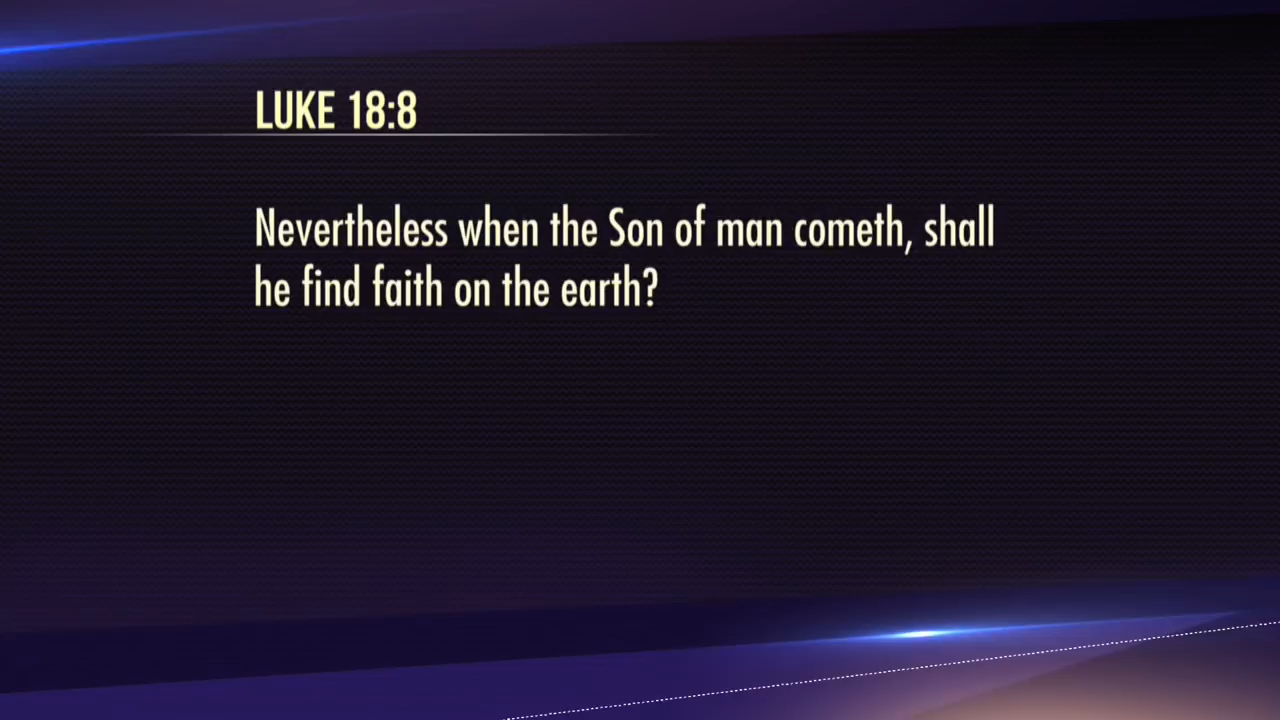 LUKE 18:8
Nevertheless when the Son of man cometh, shall
he find faith on the earth?